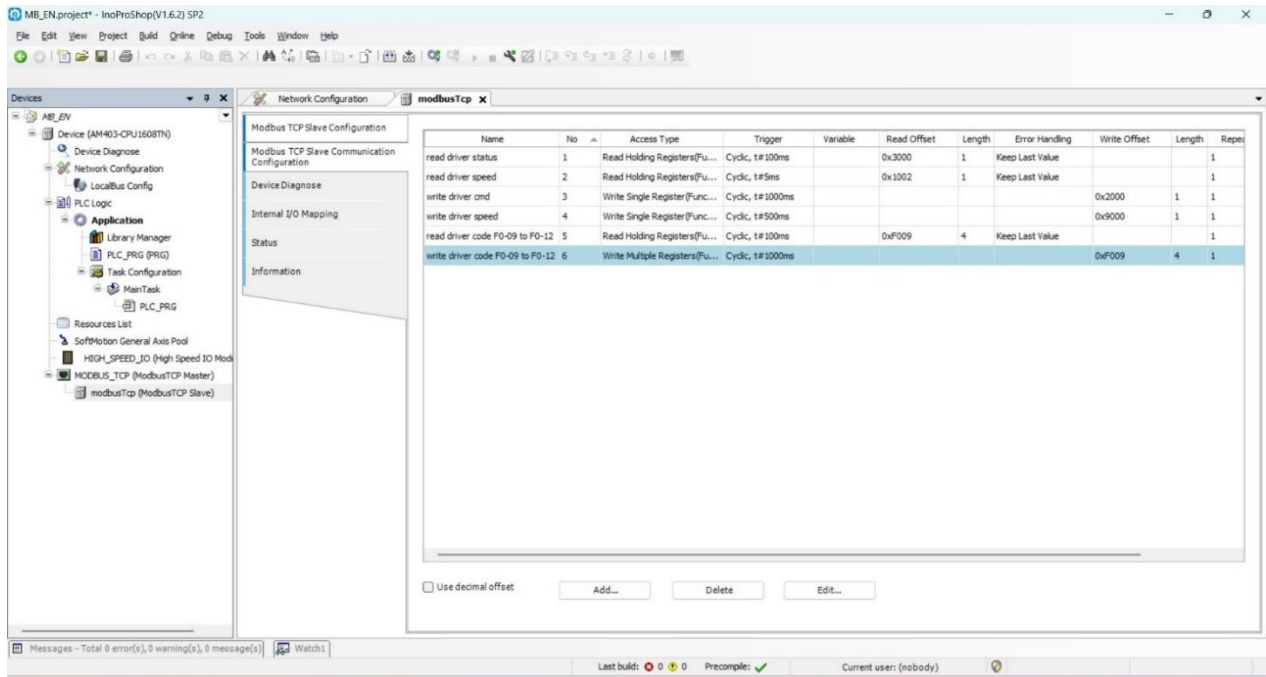 MB_EN.project* - InoProShop(V1.6.2) SP2
File Edit View Project Build Online Debug Tools Window Help
Devices
MB_EN
Device (AM403-CPU1608TN)
Device Diagnose
Network Configuration
LocalBus Config
PLC Logic
Application
Library Manager
PLC_PRG (PRG)
Task Configuration
MainTask
PLC_PRG
Resources List
SoftMotion General Axis Pool
HIGH_SPEED_IO (High Speed IO Modu
MODBUS_TCP (ModbusTCP Master)
modbusTcp (ModbusTCP Slave)
Network Configuration modbusTcp
Modbus TCP Slave Configuration
Modbus TCP Slave Communication
Configuration
Device Diagnose
Internal I/O Mapping
Status
Information
Name No Access Type Trigger Variable Read Offset Length Error Handling Write Offset Length Repea
read driver status 1 Read Holding Registers(Fu... Cyclic, t#100ms 0x3000 1 Keep Last Value 1
read driver speed 2 Read Holding Registers(Fu... Cyclic, t#5ms 0x1002 1 Keep Last Value 1
write driver cmd 3 Write Single Register(Func... Cyclic, t#1000ms 0x2000 1 1
write driver speed 4 Write Single Register(Func... Cyclic, t#500ms 0x9000 1 1
read driver code F0-09 to F0-12 5 Read Holding Registers(Fu... Cyclic, t#100ms 0xF009 4 Keep Last Value 1
write driver code F0-09 to F0-12 6 Write Multiple Registers(Fu... Cyclic, t#1000ms 0xF009 4 1
Use decimal offset Add... Delete Edit...
Messages - Total 0 error(s), 0 warning(s), 0 message(s) Watch1
Last build: 0 0 Precompile: Current user: (nobody)